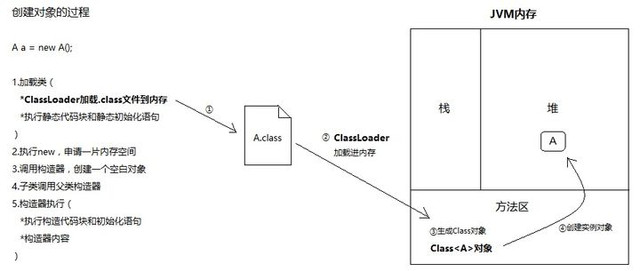 创建对象的过程
A a = new A();
1.加载类（
*ClassLoader加载.class文件到内存
*执行静态代码块和静态初始化语句
）
2.执行new，申请一片内存空间
3.调用构造器，创建一个空白对象
4.子类调用父类构造器
5.构造器执行（
*执行构造代码块和初始化语句
*构造器内容
）
①
A.class
② ClassLoader
加载进内存
JVM内存
栈
堆
A
方法区
③生成Class对象
Class<A>对象
④创建实例对象